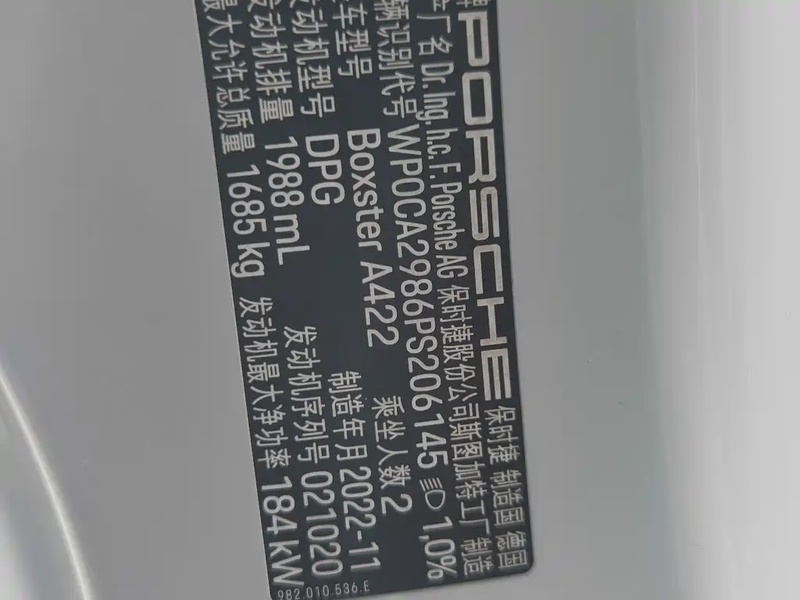 牌 PORSCHE 保时捷 制造国 德国
产厂名 Dr. Ing. h.c. F. Porsche AG 保时捷股份公司斯图加特工厂 制造
辆识别代号 WP0CA2986PS206145 1,0%
车型号 Boxster A422 乘坐人数 2
发动机型号 DPG 制造年月 2022-11
发动机排量 1988 mL 发动机序列号 021020
最大允许总质量 1685 kg 发动机最大净功率 184 kW
982.010.536.E